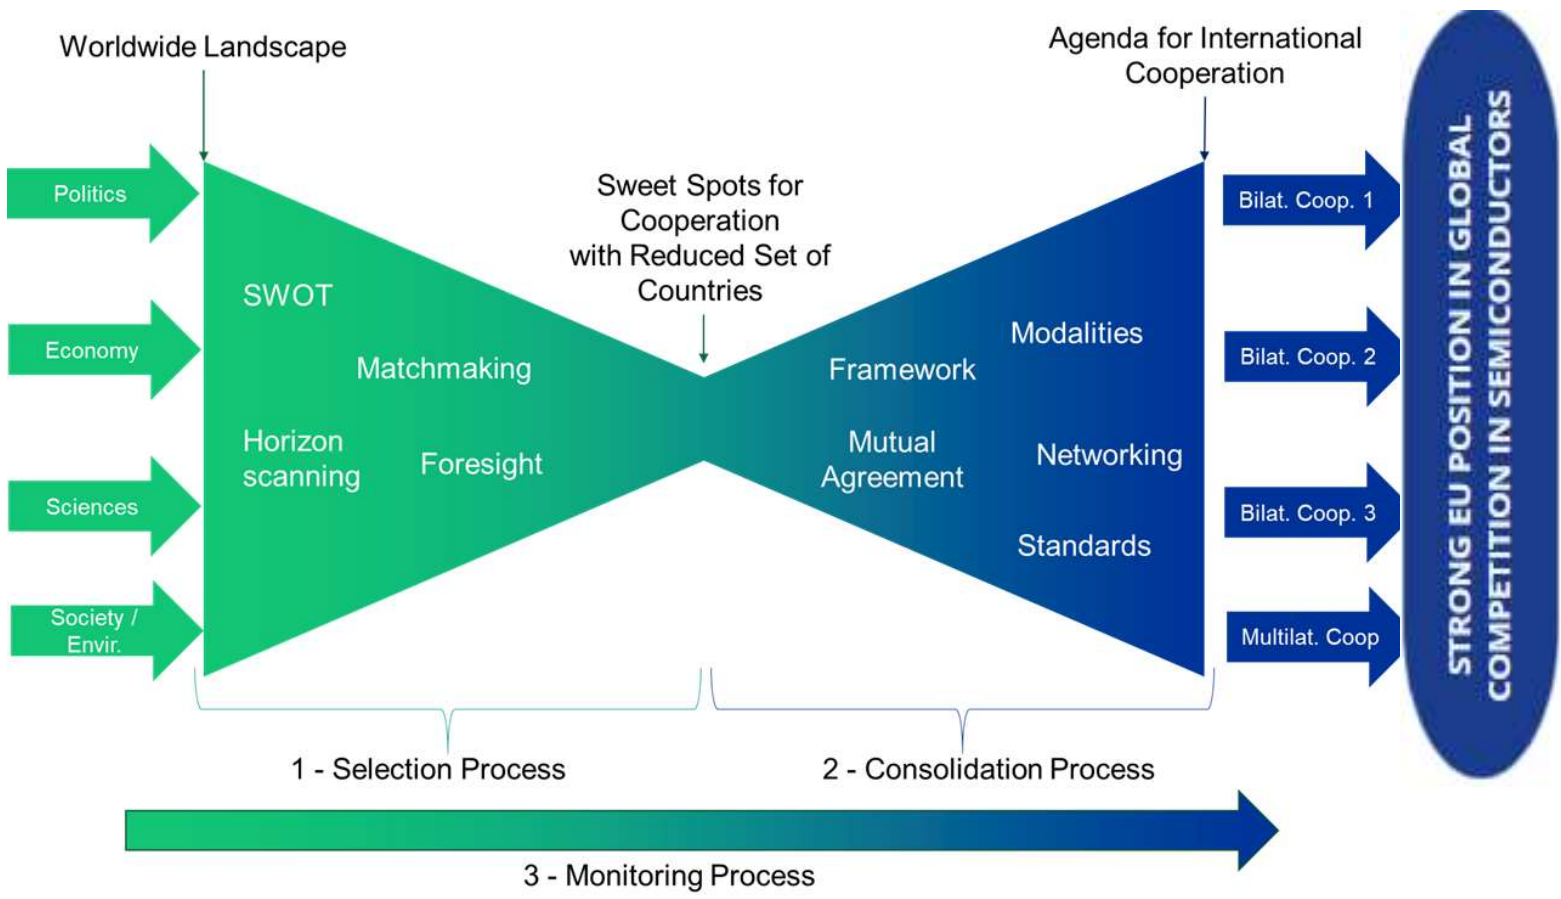 Worldwide Landscape
Agenda for International
Cooperation
Sweet Spots for
Cooperation
with Reduced Set of
Countries
Politics
Economy
Sciences
Society /
Envir.
SWOT
Matchmaking
Horizon
scanning
Foresight
Framework
Mutual
Agreement
Modalities
Networking
Standards
Bilat. Coop. 1
Bilat. Coop. 2
Bilat. Coop. 3
Multilat. Coop
STRONG EU POSITION IN GLOBAL
COMPETITION IN SEMICONDUCTORS
1 - Selection Process
2 - Consolidation Process
3 - Monitoring Process